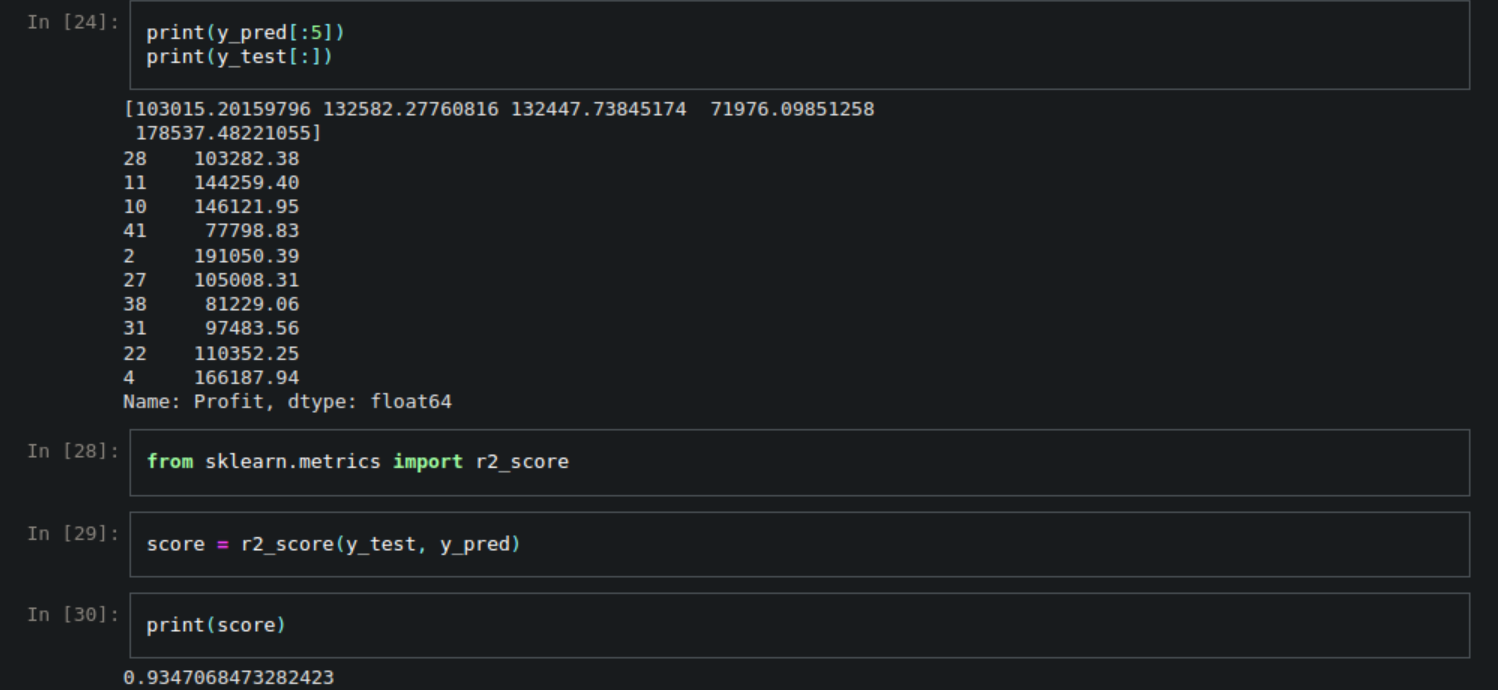 In [24]:
print(y_pred[:5])
print(y_test[:])
[103015.20159796 132582.27760816 132447.73845174  71976.09851258
 178537.48221055]
28    103282.38
11    144259.40
10    146121.95
41     77798.83
2     191050.39
27    105008.31
38     81229.06
31     97483.56
22    110352.25
4     166187.94
Name: Profit, dtype: float64
In [28]:
from sklearn.metrics import r2_score
In [29]:
score = r2_score(y_test, y_pred)
In [30]:
print(score)
0.9347068473282423